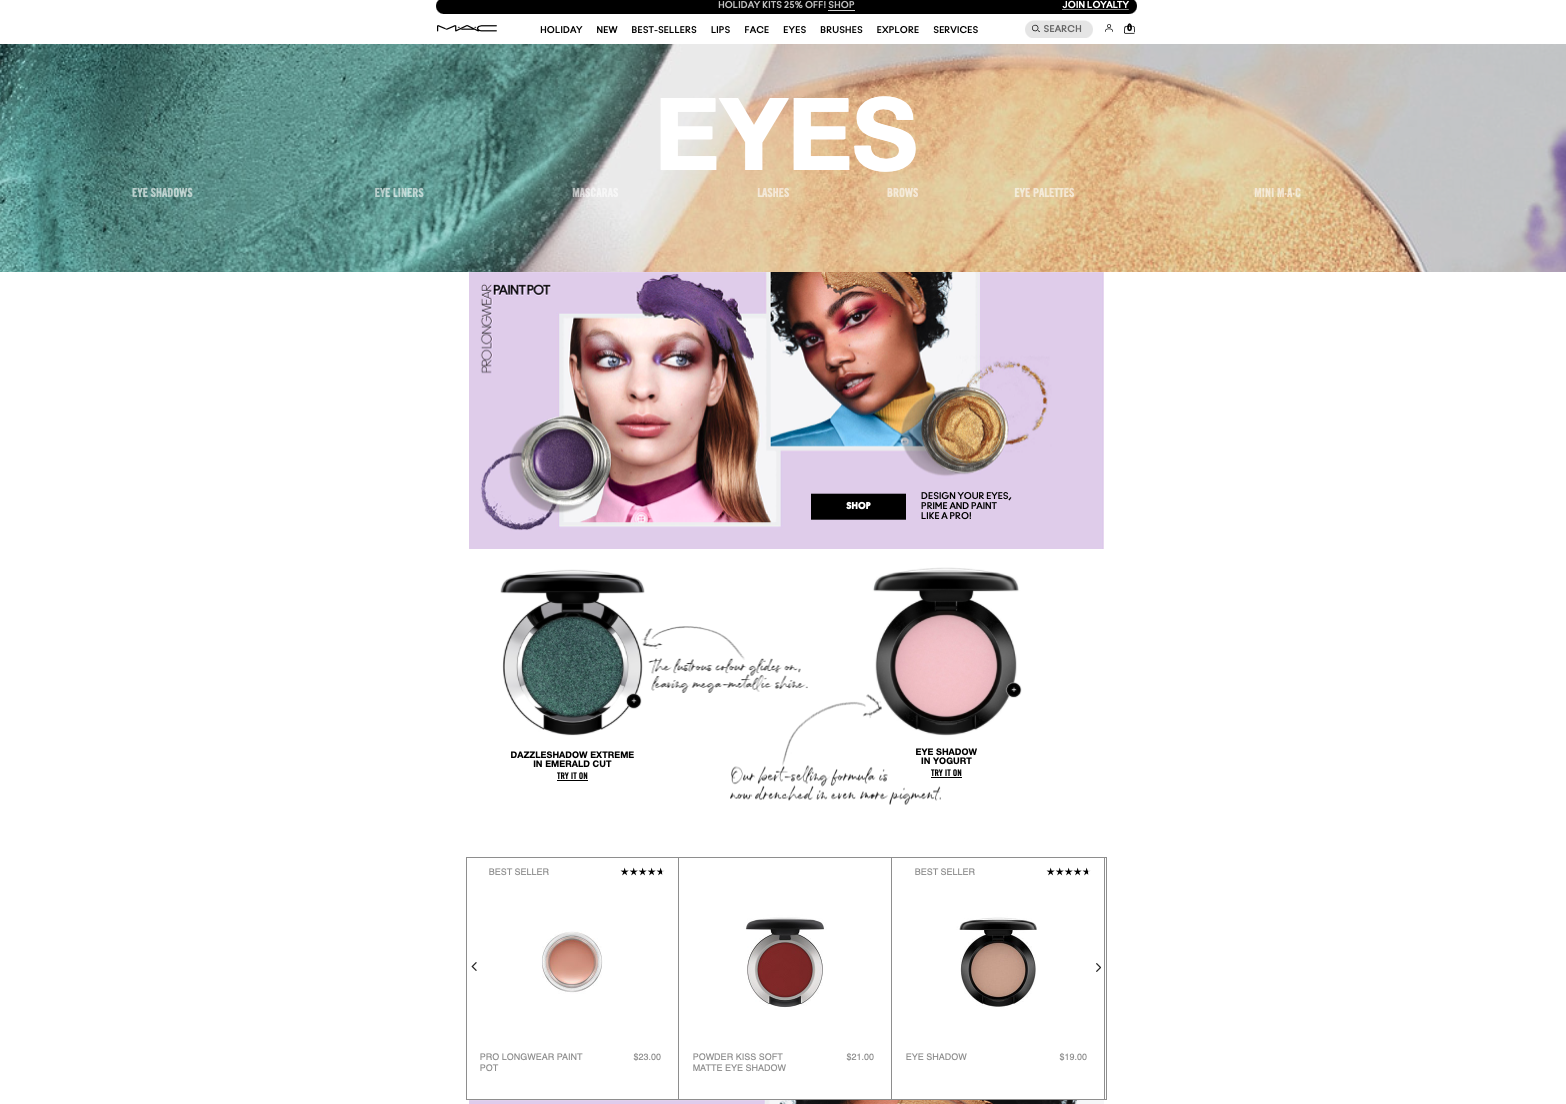 HOLIDAY KITS 25% OFF! SHOP
JOIN LOYALTY
MAC
HOLIDAY NEW BEST-SELLERS LIPS FACE EYES BRUSHES EXPLORE SERVICES
SEARCH
0
EYES
EYE SHADOWS EYE LINERS MASCARAS LASHES BROWS EYE PALETTES MINI M·A·C
PRO LONGWEAR
PAINT POT
SHOP
DESIGN YOUR EYES,
PRIME AND PAINT
LIKE A PRO!
The lustrous colour glides on,
leaving mega-metallic shine.
DAZZLESHADOW EXTREME
IN EMERALD CUT
TRY IT ON
EYE SHADOW
IN YOGURT
TRY IT ON
Our best-selling formula is
now drenched in even more pigment.
BEST SELLER
PRO LONGWEAR PAINT
POT
$23.00
POWDER KISS SOFT
MATTE EYE SHADOW
$21.00
BEST SELLER
EYE SHADOW
$19.00